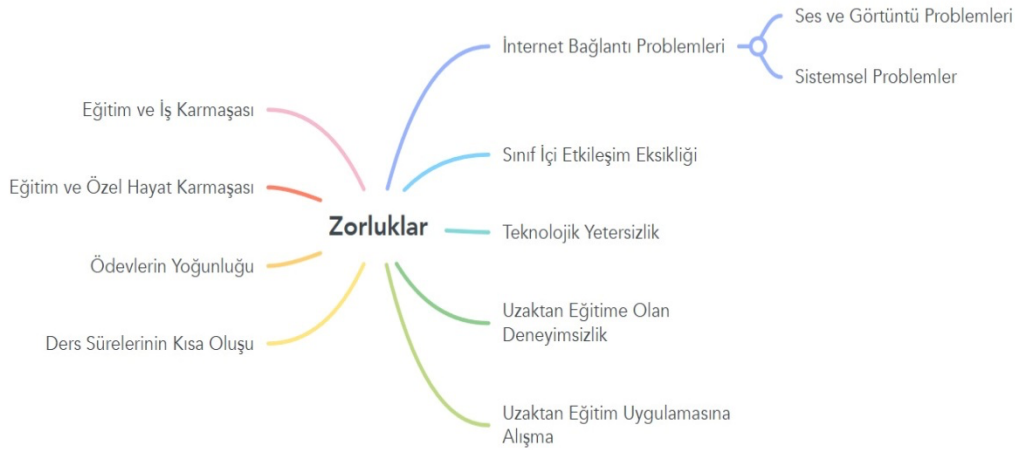 Ses ve Görtüntü Problemleri
İnternet Bağlantı Problemleri
Sistemsel Problemler
Eğitim ve İş Karmaşası
Sınıf İçi Etkileşim Eksikliği
Eğitim ve Özel Hayat Karmaşası
Zorluklar
Teknolojik Yetersizlik
Ödevlerin Yoğunluğu
Uzaktan Eğitime Olan
Deneyimsizlik
Ders Sürelerinin Kısa Oluşu
Uzaktan Eğitim Uygulamasına
Alışma